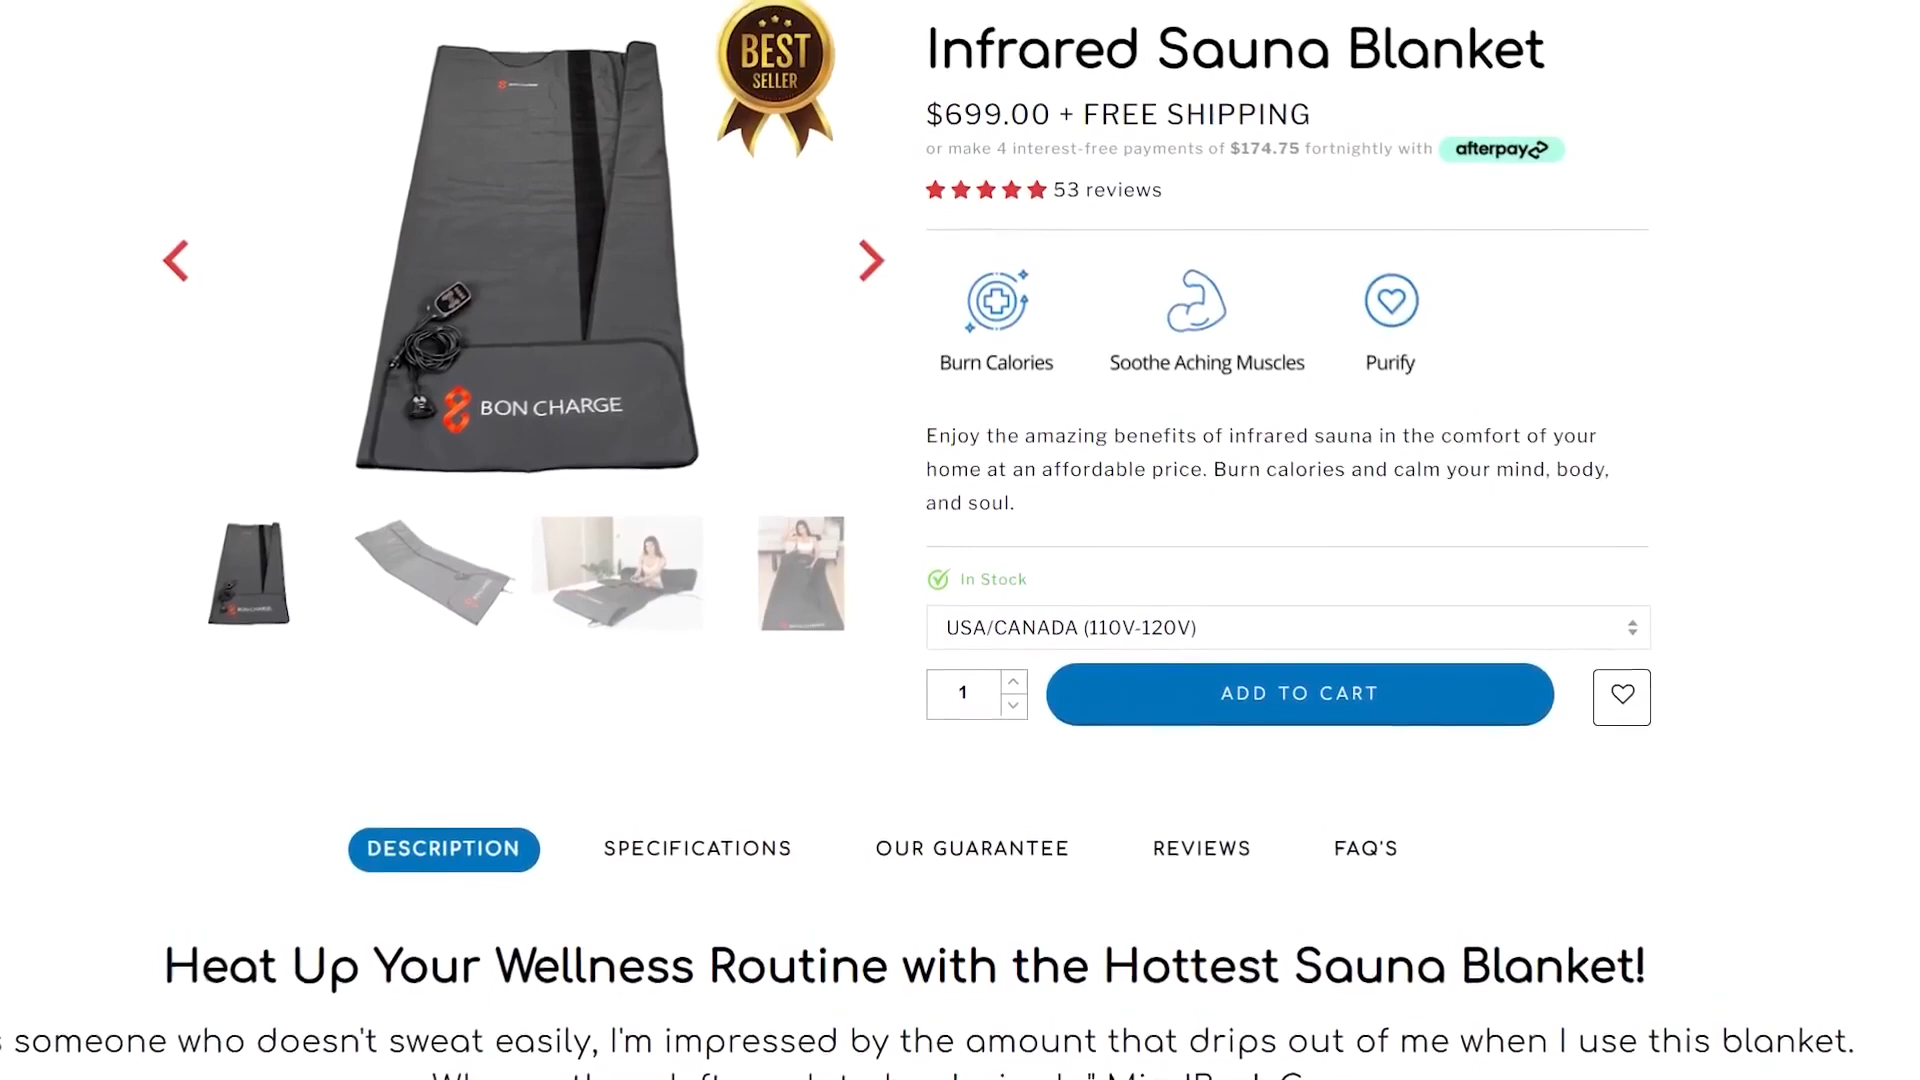 BEST
SELLER
BON CHARGE
Infrared Sauna Blanket
$699.00 + FREE SHIPPING
or make 4 interest-free payments of $174.75 fortnightly with afterpay
53 reviews
Burn Calories
Soothe Aching Muscles
Purify
Enjoy the amazing benefits of infrared sauna in the comfort of your
home at an affordable price. Burn calories and calm your mind, body,
and soul.
In Stock
USA/CANADA (110V-120V)
1
ADD TO CART
DESCRIPTION
SPECIFICATIONS
OUR GUARANTEE
REVIEWS
FAQ'S
Heat Up Your Wellness Routine with the Hottest Sauna Blanket!
someone who doesn't sweat easily, I'm impressed by the amount that drips out of me when I use this blanket.